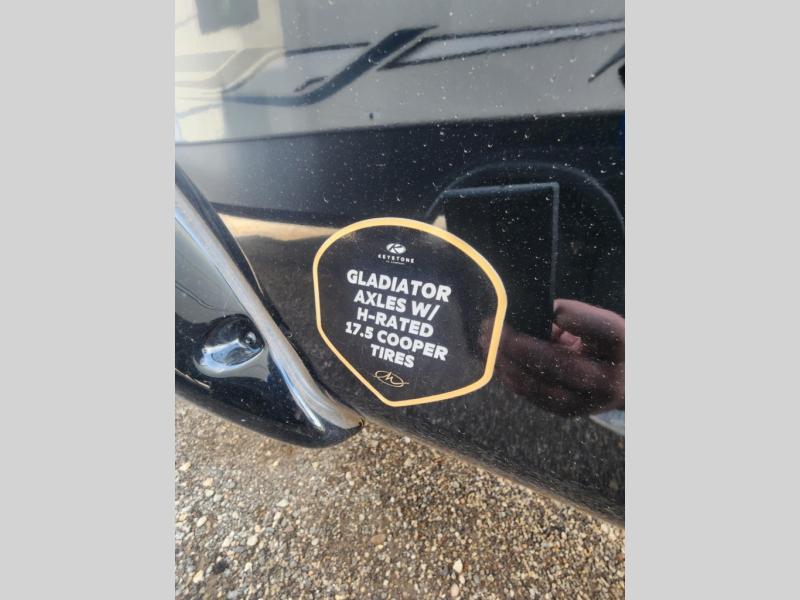 KEYSTONE
GLADIATOR
AXLES W/
H-RATED
17.5 COOPER
TIRES